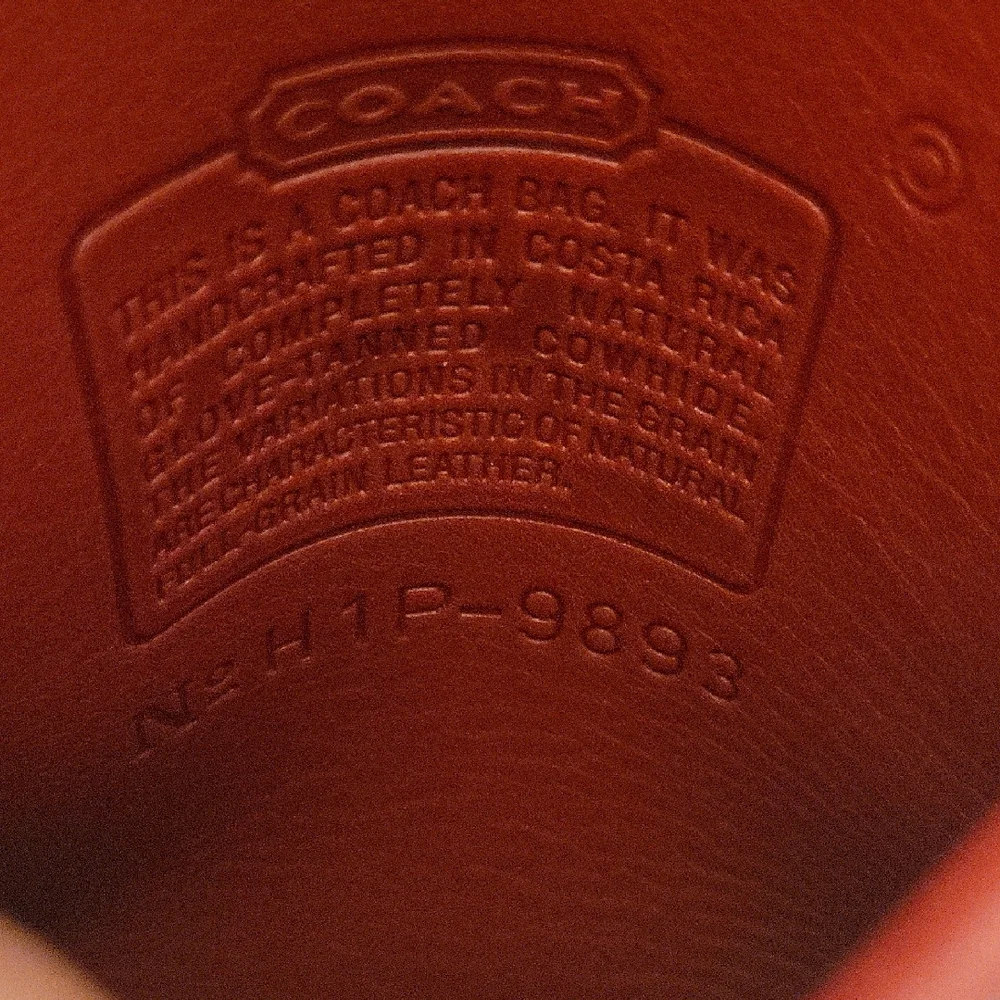 COACH
THIS IS A COACH BAG. IT WAS
HANDCRAFTED IN COSTA RICA
OF COMPLETELY NATURAL
GLOVE-TANNED COWHIDE.
THE VARIATIONS IN THE GRAIN
ARE CHARACTERISTIC OF NATURAL
FULL-GRAIN LEATHER.
Nº H1P-9893